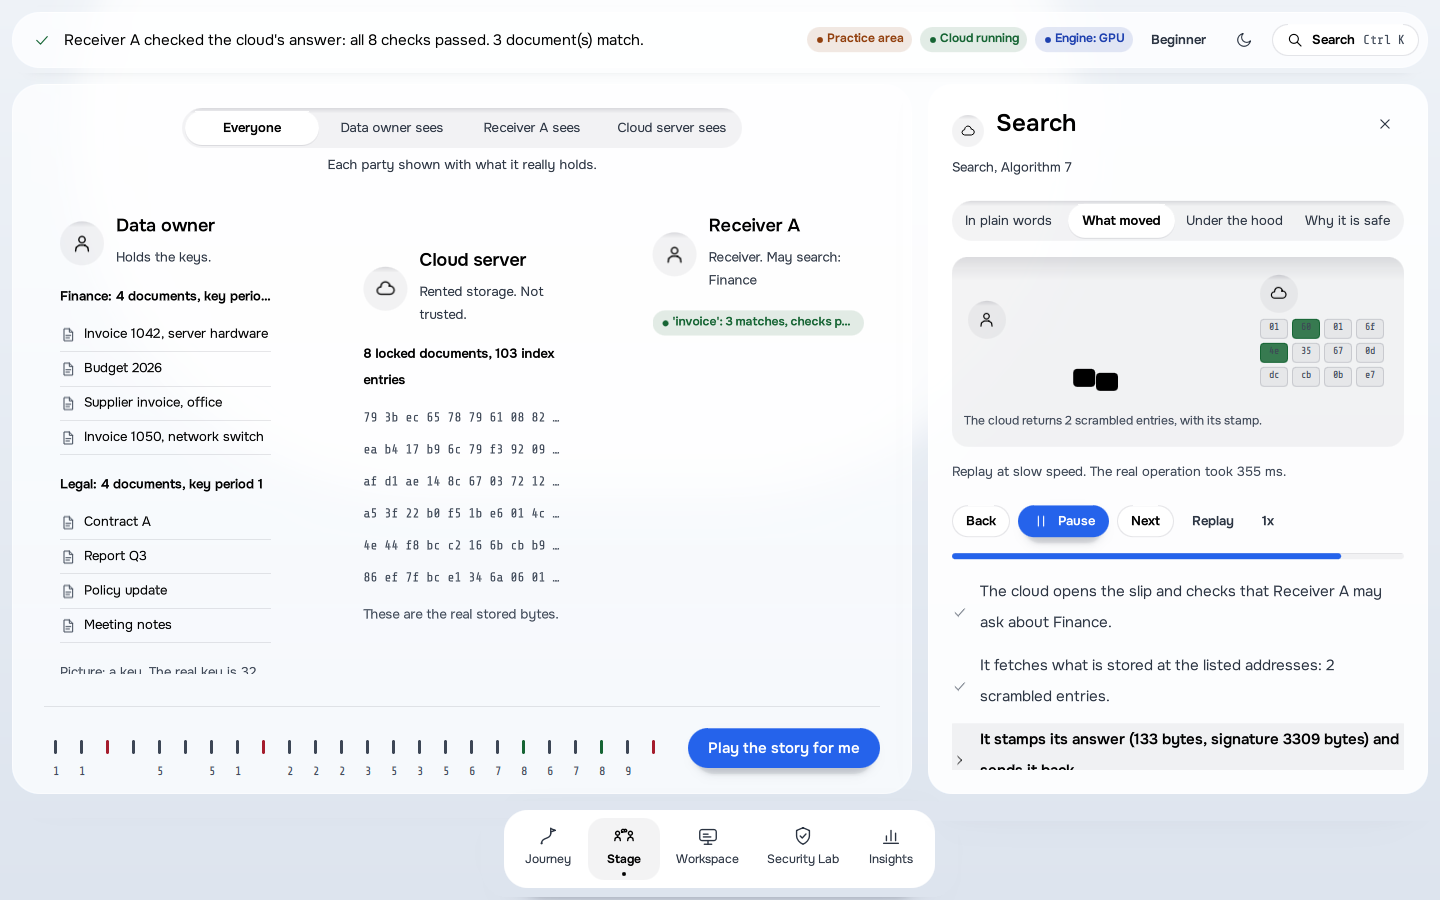 Receiver A checked the cloud's answer: all 8 checks passed. 3 document(s) match.
Practice area
Cloud running
Engine: GPU
Beginner
Search Ctrl K
Everyone
Data owner sees
Receiver A sees
Cloud server sees
Each party shown with what it really holds.
Data owner
Holds the keys.
Finance: 4 documents, key perio...
Invoice 1042, server hardware
Budget 2026
Supplier invoice, office
Invoice 1050, network switch
Legal: 4 documents, key period 1
Contract A
Report Q3
Policy update
Meeting notes
Picture: a key. The real key is 32
Cloud server
Rented storage. Not
trusted.
8 locked documents, 103 index
entries
79 3b ec 65 78 79 61 08 82 …
ea b4 17 b9 6c 79 f3 92 09 …
af d1 ae 14 8c 67 03 72 12 …
a5 3f 22 b0 f5 1b e6 01 4c …
4e 44 f8 bc c2 16 6b cb b9 …
86 ef 7f bc e1 34 6a 06 01 …
These are the real stored bytes.
Receiver A
Receiver. May search:
Finance
'invoice': 3 matches, checks p...
1 1 5 5 1 2 2 2 3 5 3 5 6 7 8 6 7 8 9
Play the story for me
Search
Search, Algorithm 7
In plain words
What moved
Under the hood
Why it is safe
01 01 6f
35 67 0d
dc cb 0b e7
The cloud returns 2 scrambled entries, with its stamp.
Replay at slow speed. The real operation took 355 ms.
Back
Pause
Next
Replay
1x
The cloud opens the slip and checks that Receiver A may
ask about Finance.
It fetches what is stored at the listed addresses: 2
scrambled entries.
It stamps its answer (133 bytes, signature 3309 bytes) and
sends it back
Journey
Stage
Workspace
Security Lab
Insights